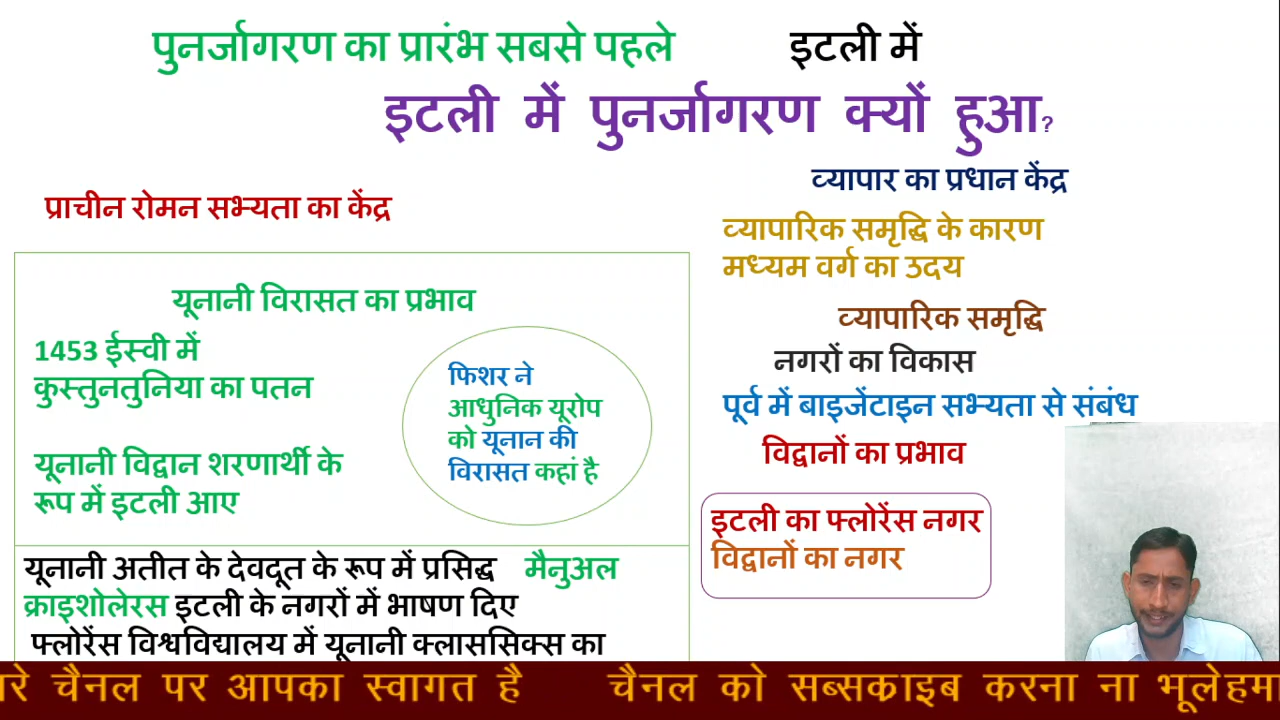 पुनर्जागरण का प्रारंभ सबसे पहले इटली में
इटली में पुनर्जागरण क्यों हुआ?
प्राचीन रोमन सभ्यता का केंद्र
यूनानी विरासत का प्रभाव
1453 ईस्वी में
कुस्तुनतुनिया का पतन
यूनानी विद्वान शरणार्थी के
रूप में इटली आए
फिशर ने
आधुनिक यूरोप
को यूनान की
विरासत कहां है
यूनानी अतीत के देवदूत के रूप में प्रसिद्ध मैनुअल
क्राइशोलेरस इटली के नगरों में भाषण दिए
फ्लोरेंस विश्वविद्यालय में यूनानी क्लाससिक्स का
व्यापार का प्रधान केंद्र
व्यापारिक समृद्धि के कारण
मध्यम वर्ग का उदय
व्यापारिक समृद्धि
नगरों का विकास
पूर्व में बाइजेंटाइन सभ्यता से संबंध
विद्वानों का प्रभाव
इटली का फ्लोरेंस नगर
विद्वानों का नगर
रे चैनल पर आपका स्वागत है चैनल को सब्सक्राइब करना ना भूलेहमा